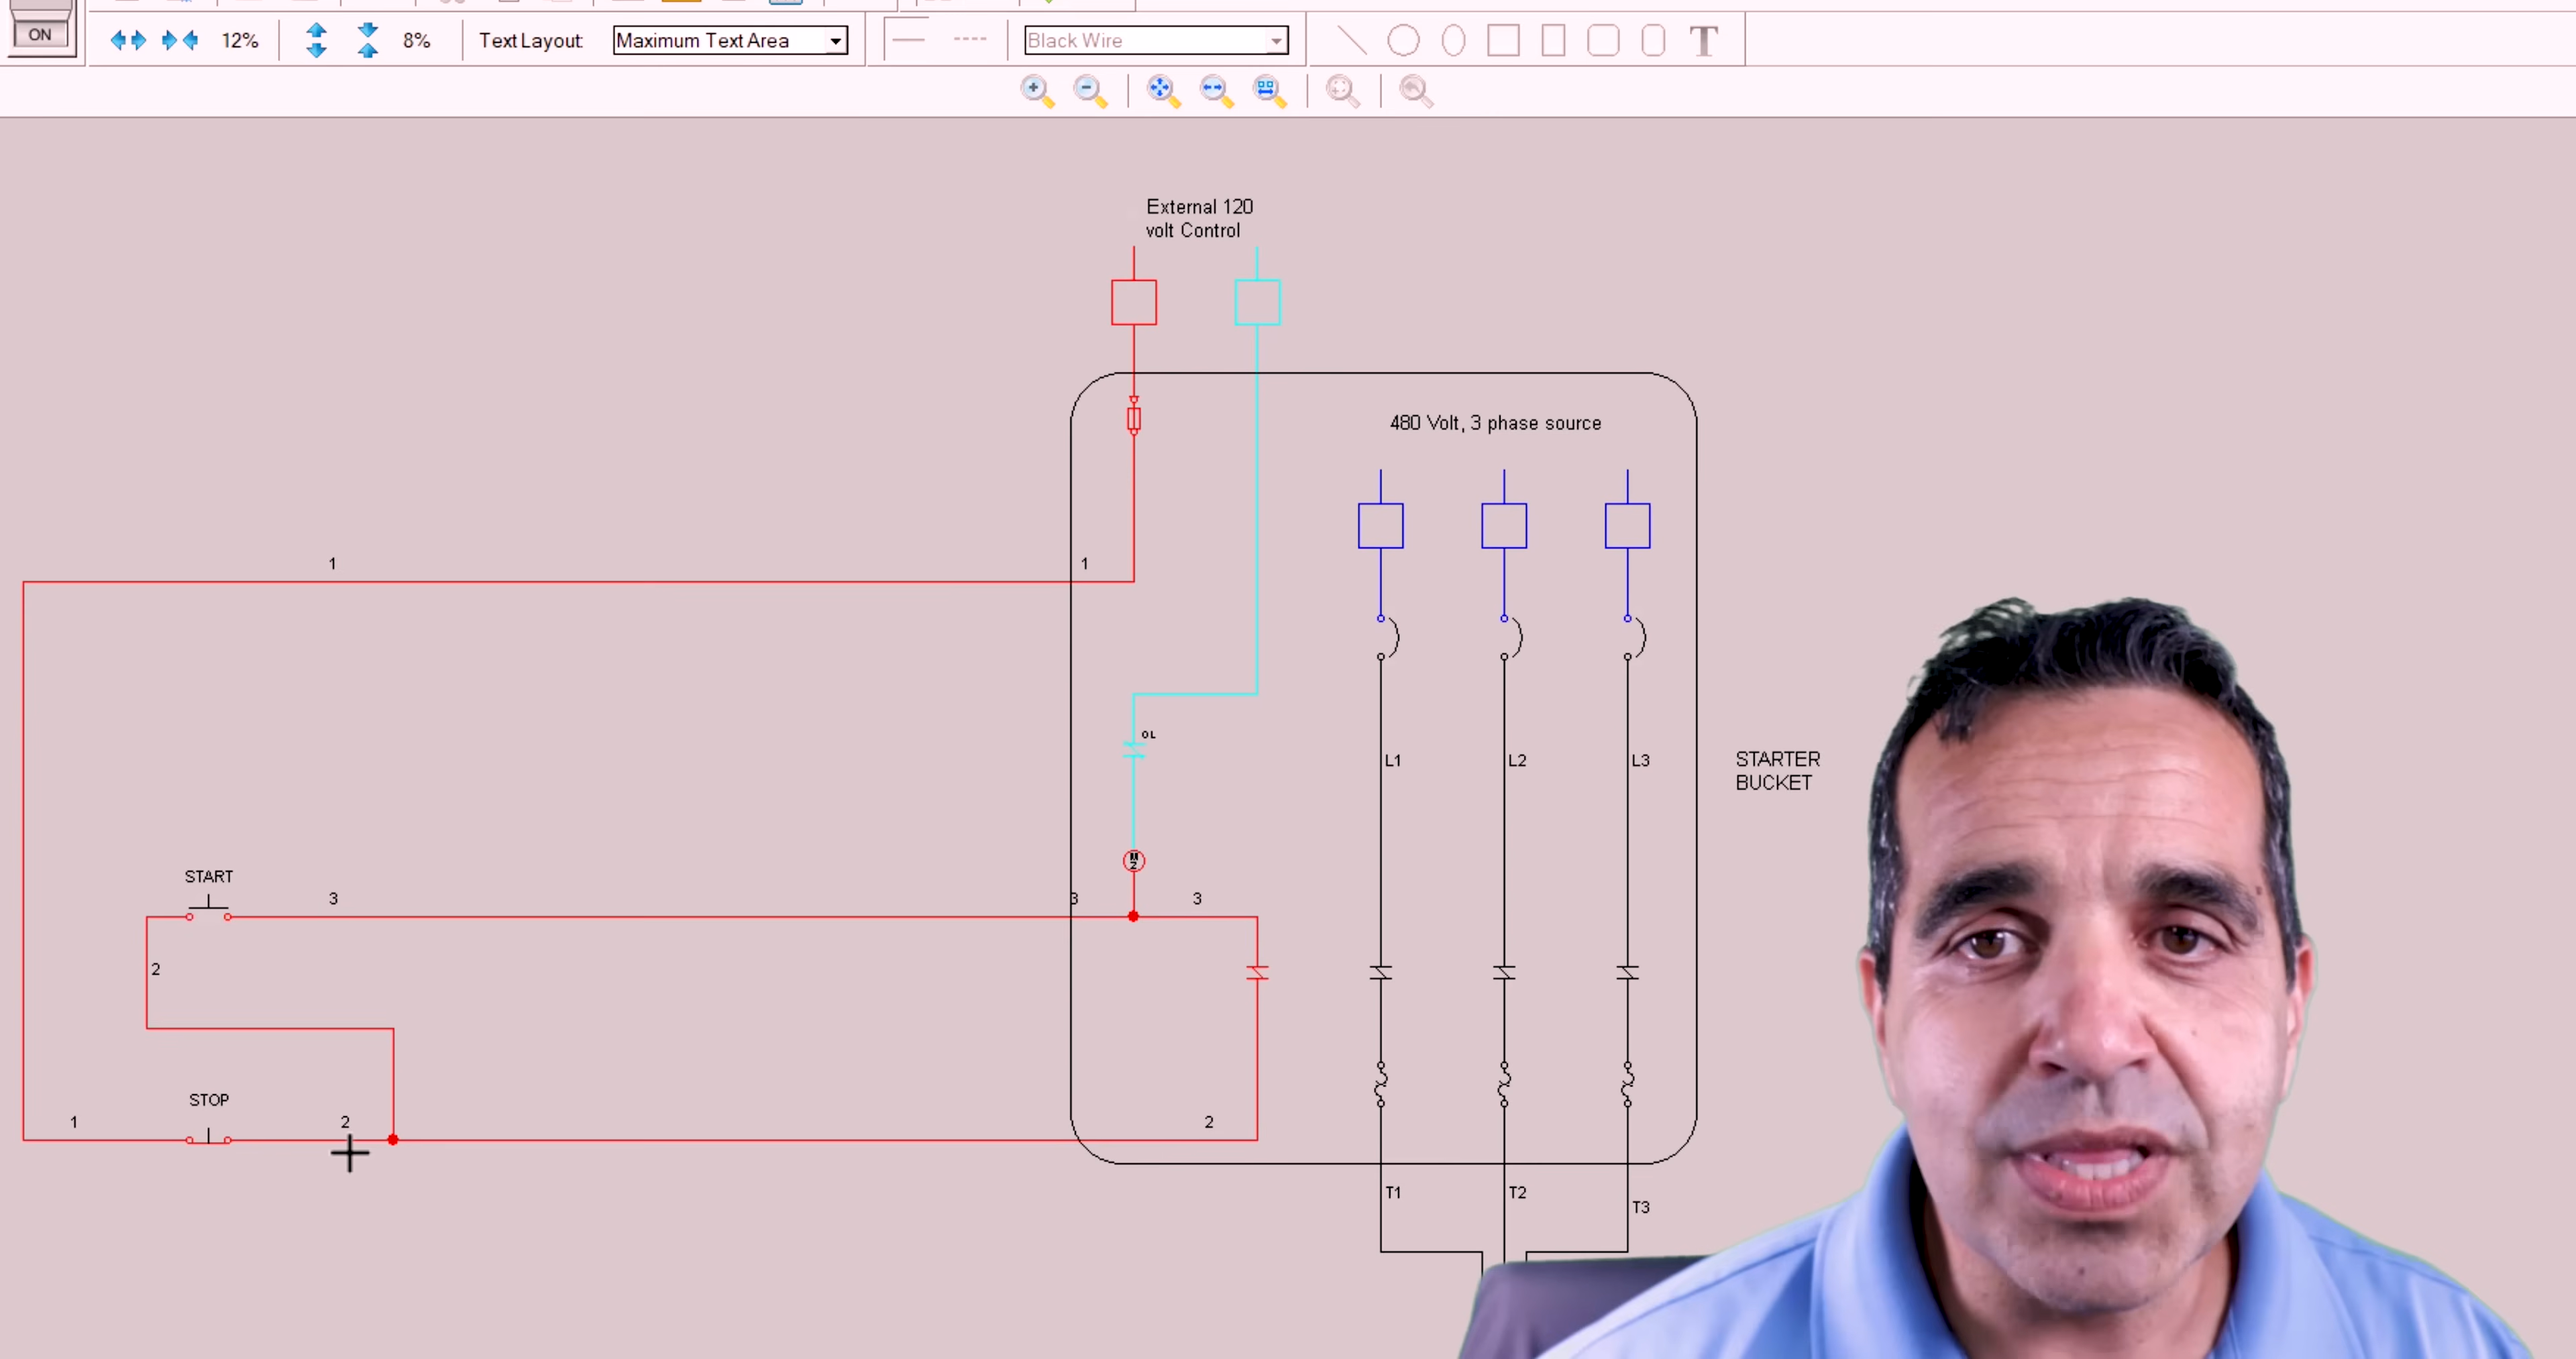 ON
12%
8%
Text Layout:
Maximum Text Area
Black Wire
T
External 120
volt Control
480 Volt, 3 phase source
1
1
OL
L1
L2
L3
STARTER
BUCKET
START
3
3
3
2
STOP
1
2
2
T1
T2
T3